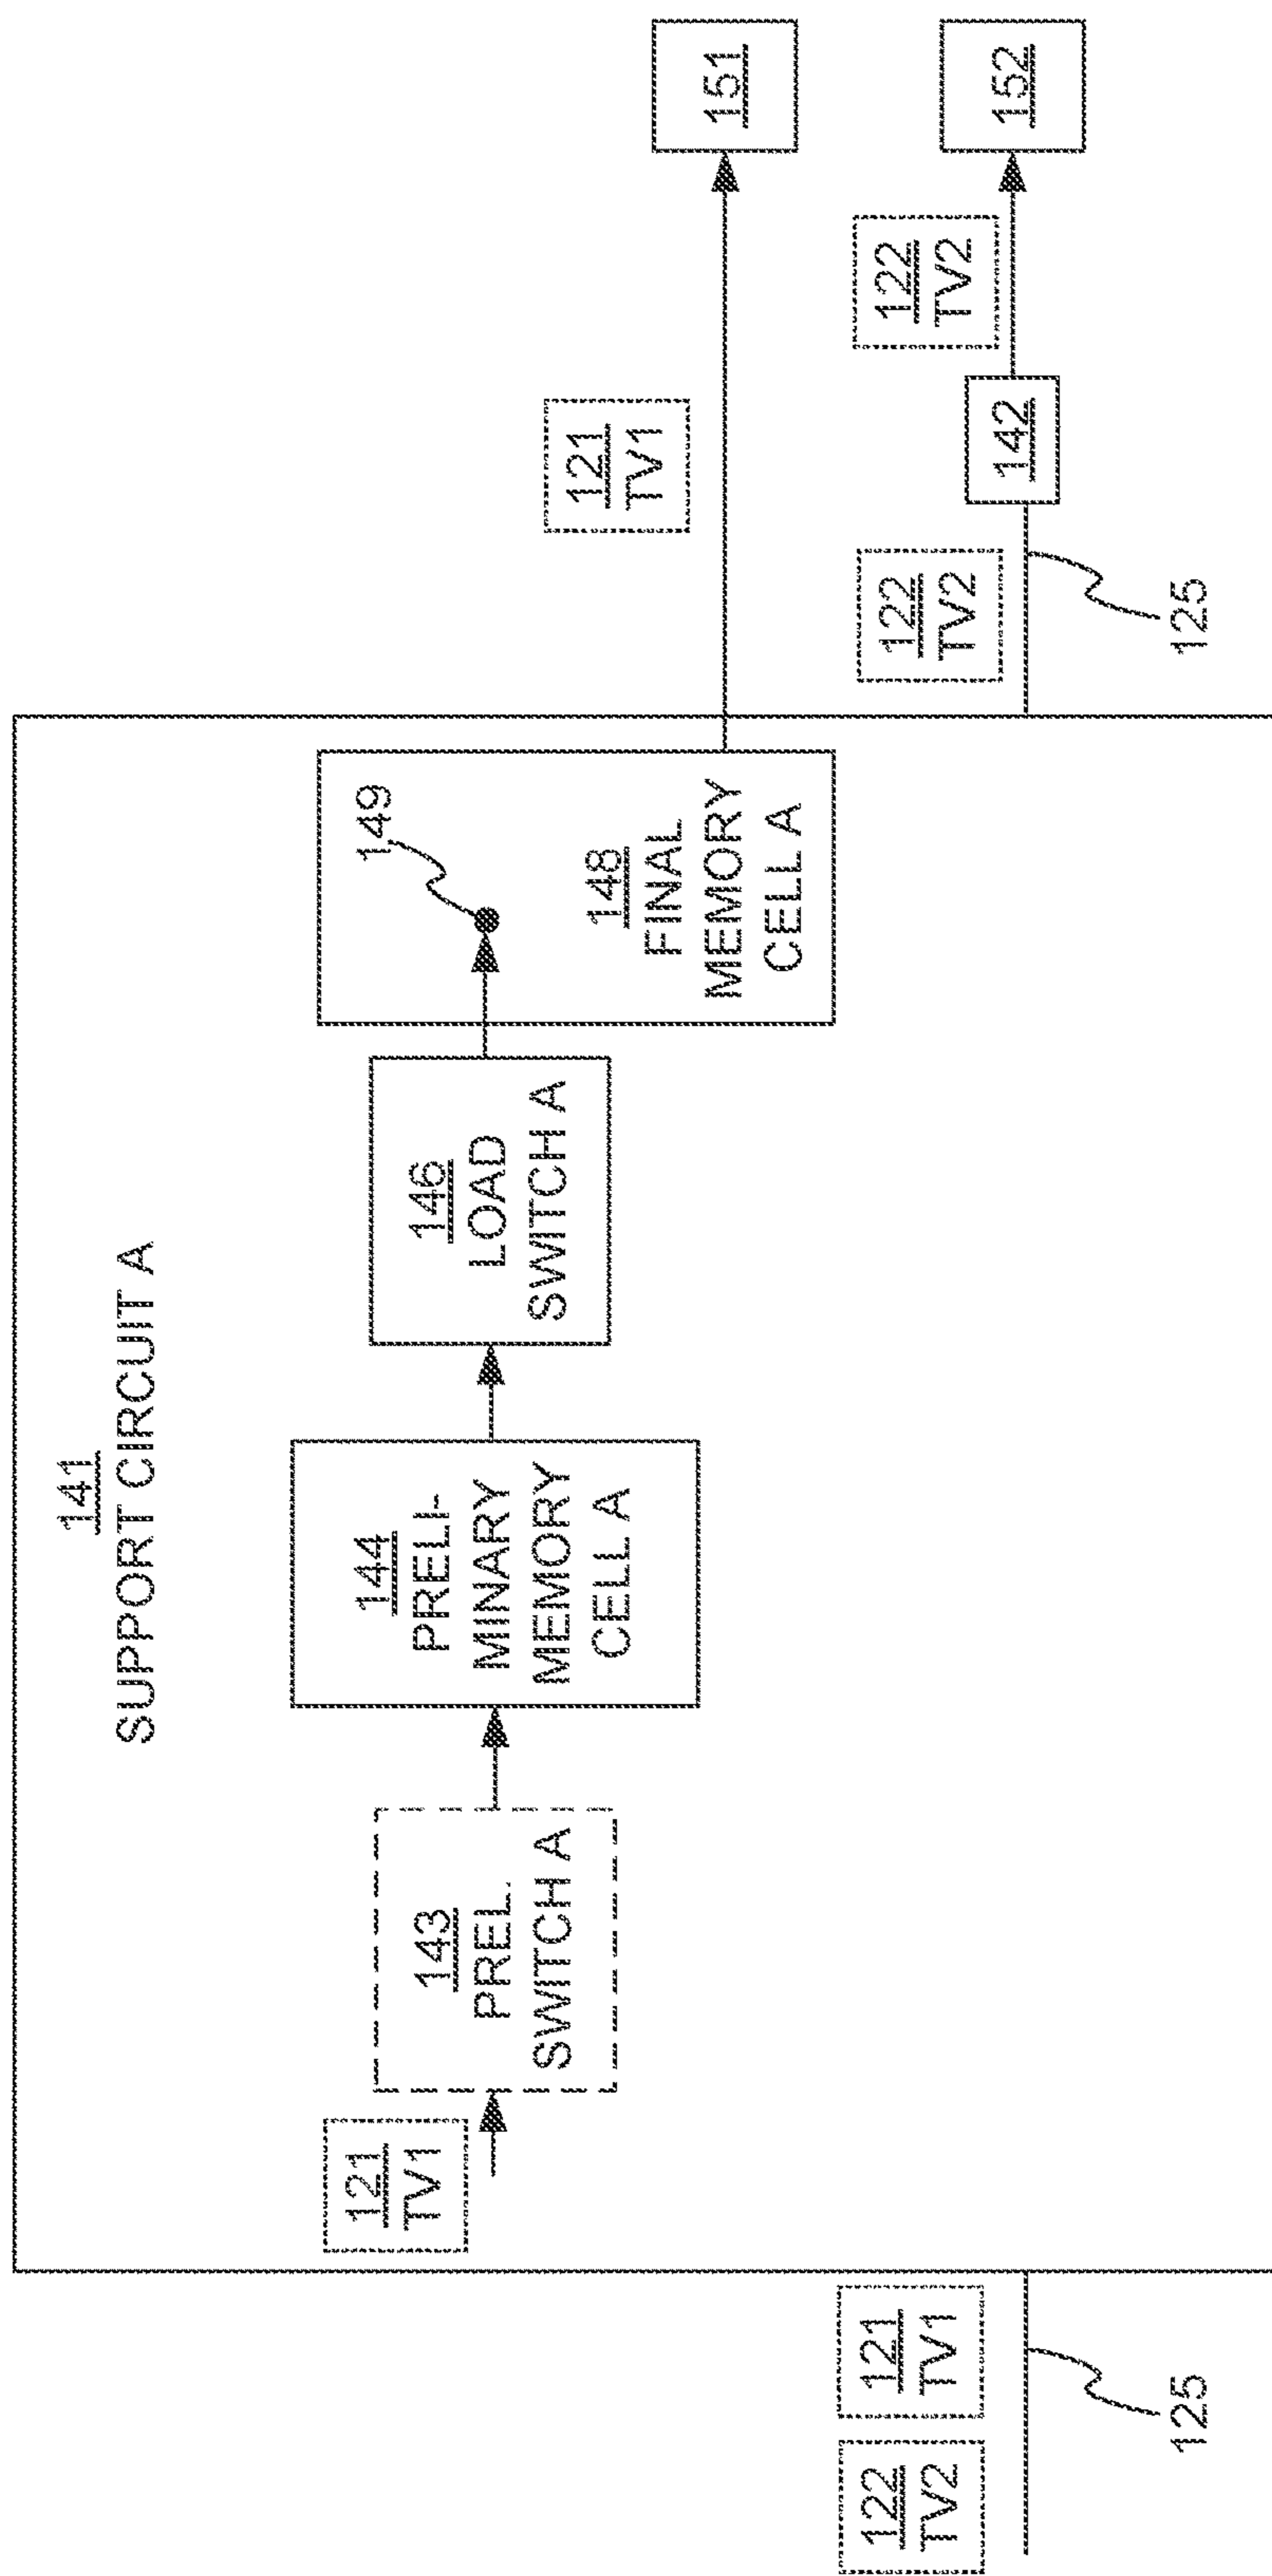 141
SUPPORT CIRCUIT A
121
TV1
143
PREL.
SWITCH A
144
PRELI-
MINARY
MEMORY
CELL A
146
LOAD
SWITCH A
149
148
FINAL
MEMORY
CELL A
121
TV1
151
122
TV2
121
TV1
125
122
TV2
125
142
122
TV2
152